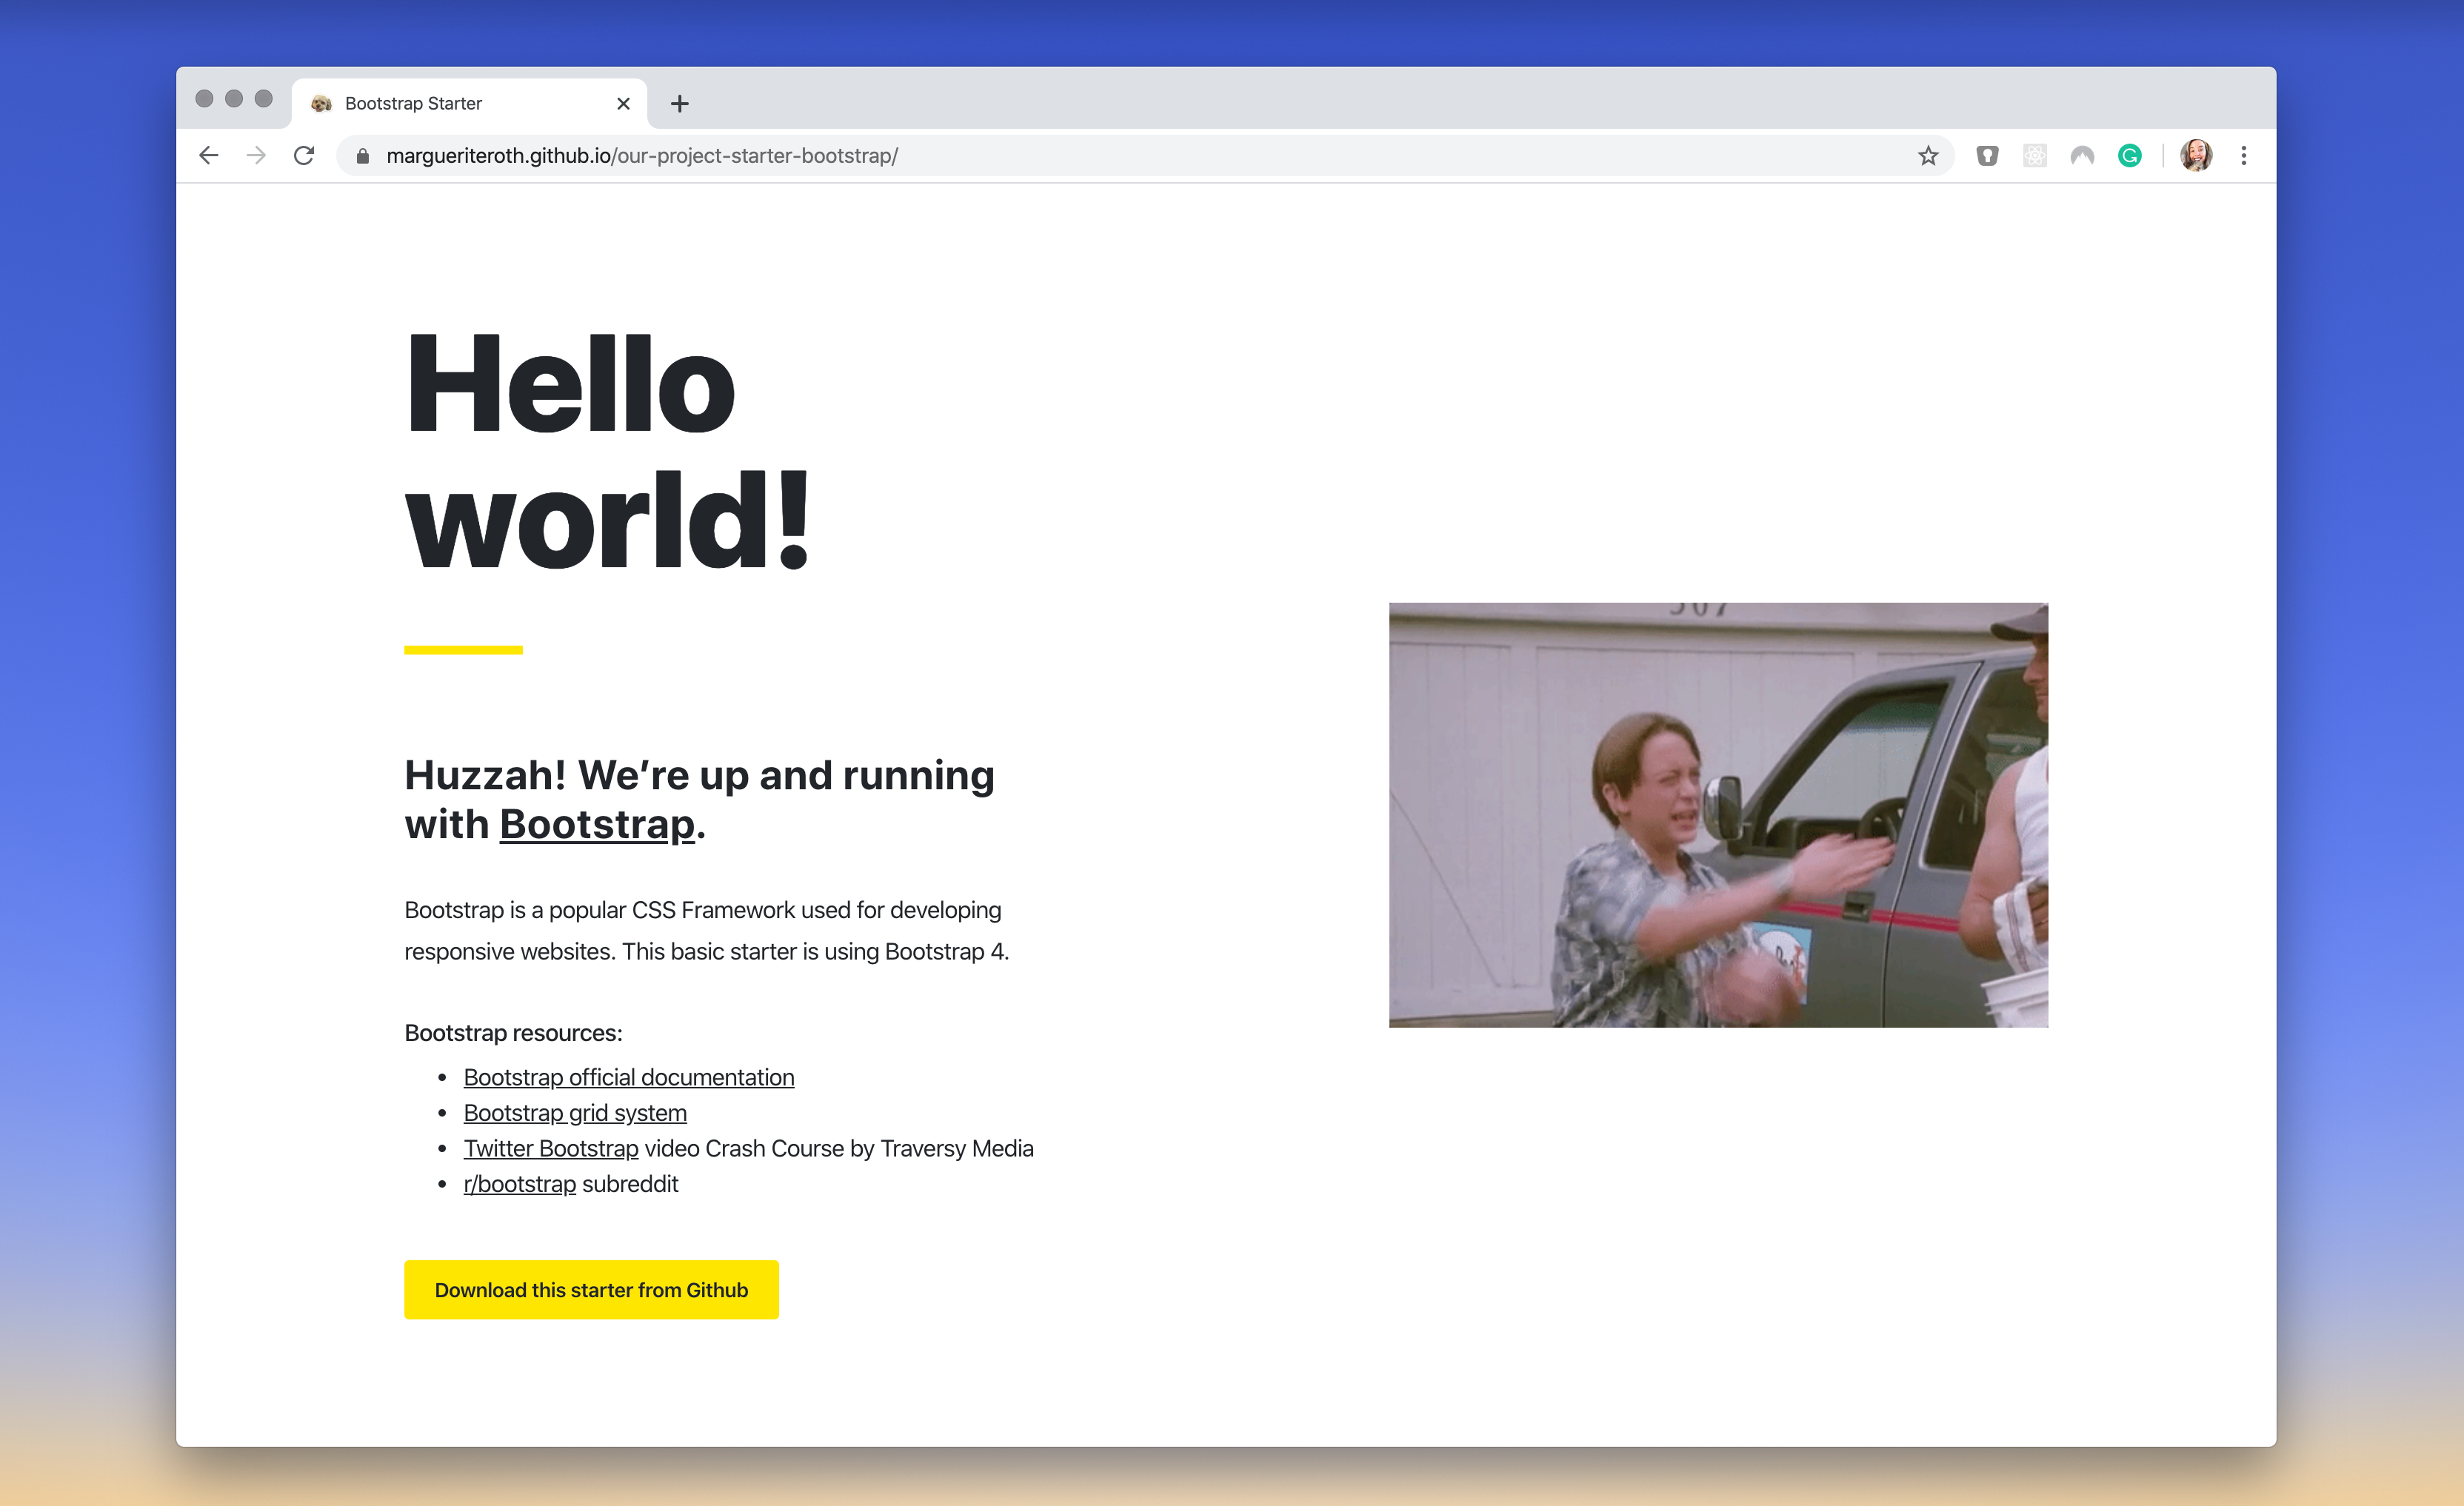 Bootstrap Starter
margueriteroth.github.io/our-project-starter-bootstrap/
Hello
world!
Huzzah! We’re up and running
with Bootstrap.
Bootstrap is a popular CSS Framework used for developing
responsive websites. This basic starter is using Bootstrap 4.
Bootstrap resources:
Bootstrap official documentation
Bootstrap grid system
Twitter Bootstrap video Crash Course by Traversy Media
r/bootstrap subreddit
Download this starter from Github